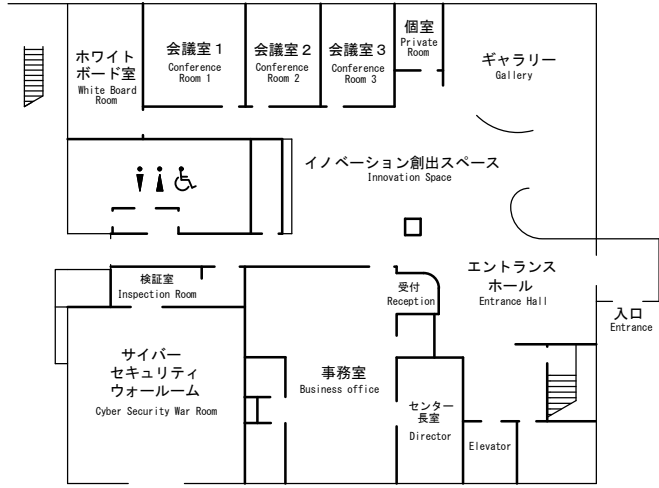 ホワイト
ボード室
White Board
Room
会議室１
Conference
Room 1
会議室２
Conference
Room 2
会議室３
Conference
Room 3
個室
Private
Room
ギャラリー
Gallery
イノベーション創出スペース
Innovation Space
エントランス
ホール
Entrance Hall
入口
Entrance
検証室
Inspection Room
受付
Reception
サイバー
セキュリティ
ウォールーム
Cyber Security War Room
事務室
Business office
センター
長室
Director
Elevator